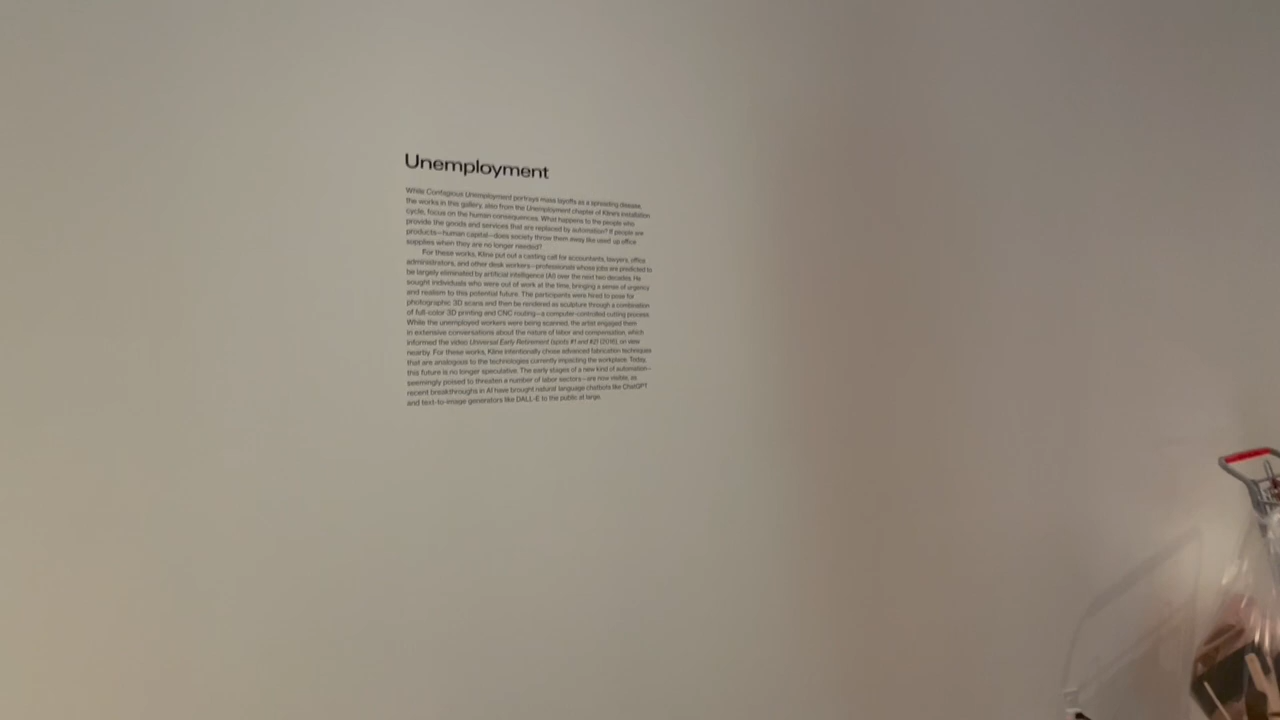 Unemployment
While Contagious Unemployment portrays mass layoffs as a spreading disease,
the works in this gallery, also from the Unemployment chapter of Kline's installation
cycle, focus on the human consequences. What happens to the people who
provide the goods and services that are replaced by automation? If people are
products—human capital—does society throw them away like used up office
supplies when they are no longer needed?
For these works, Kline put out a casting call for accountants, lawyers, office
administrators, and other desk workers—professionals whose jobs are predicted to
be largely eliminated by artificial intelligence (AI) over the next two decades. He
sought individuals who were out of work at the time, bringing a sense of urgency
and realism to this potential future. The participants were hired to pose for
photographic 3D scans and then be rendered as sculpture through a combination
of full-color 3D printing and CNC routing—a computer-controlled cutting process.
While the unemployed workers were being scanned, the artist engaged them
in extensive conversations about the nature of labor and compensation, which
informed the video Universal Early Retirement (spots #1 and #2) (2016), on view
nearby. For these works, Kline intentionally chose advanced fabrication techniques
that are analogous to the technologies currently impacting the workplace. Today,
this future is no longer speculative. The early stages of a new kind of automation—
seemingly poised to threaten a number of labor sectors—are now visible, as
recent breakthroughs in AI have brought natural language chatbots like ChatGPT
and text-to-image generators like DALL-E to the public at large.